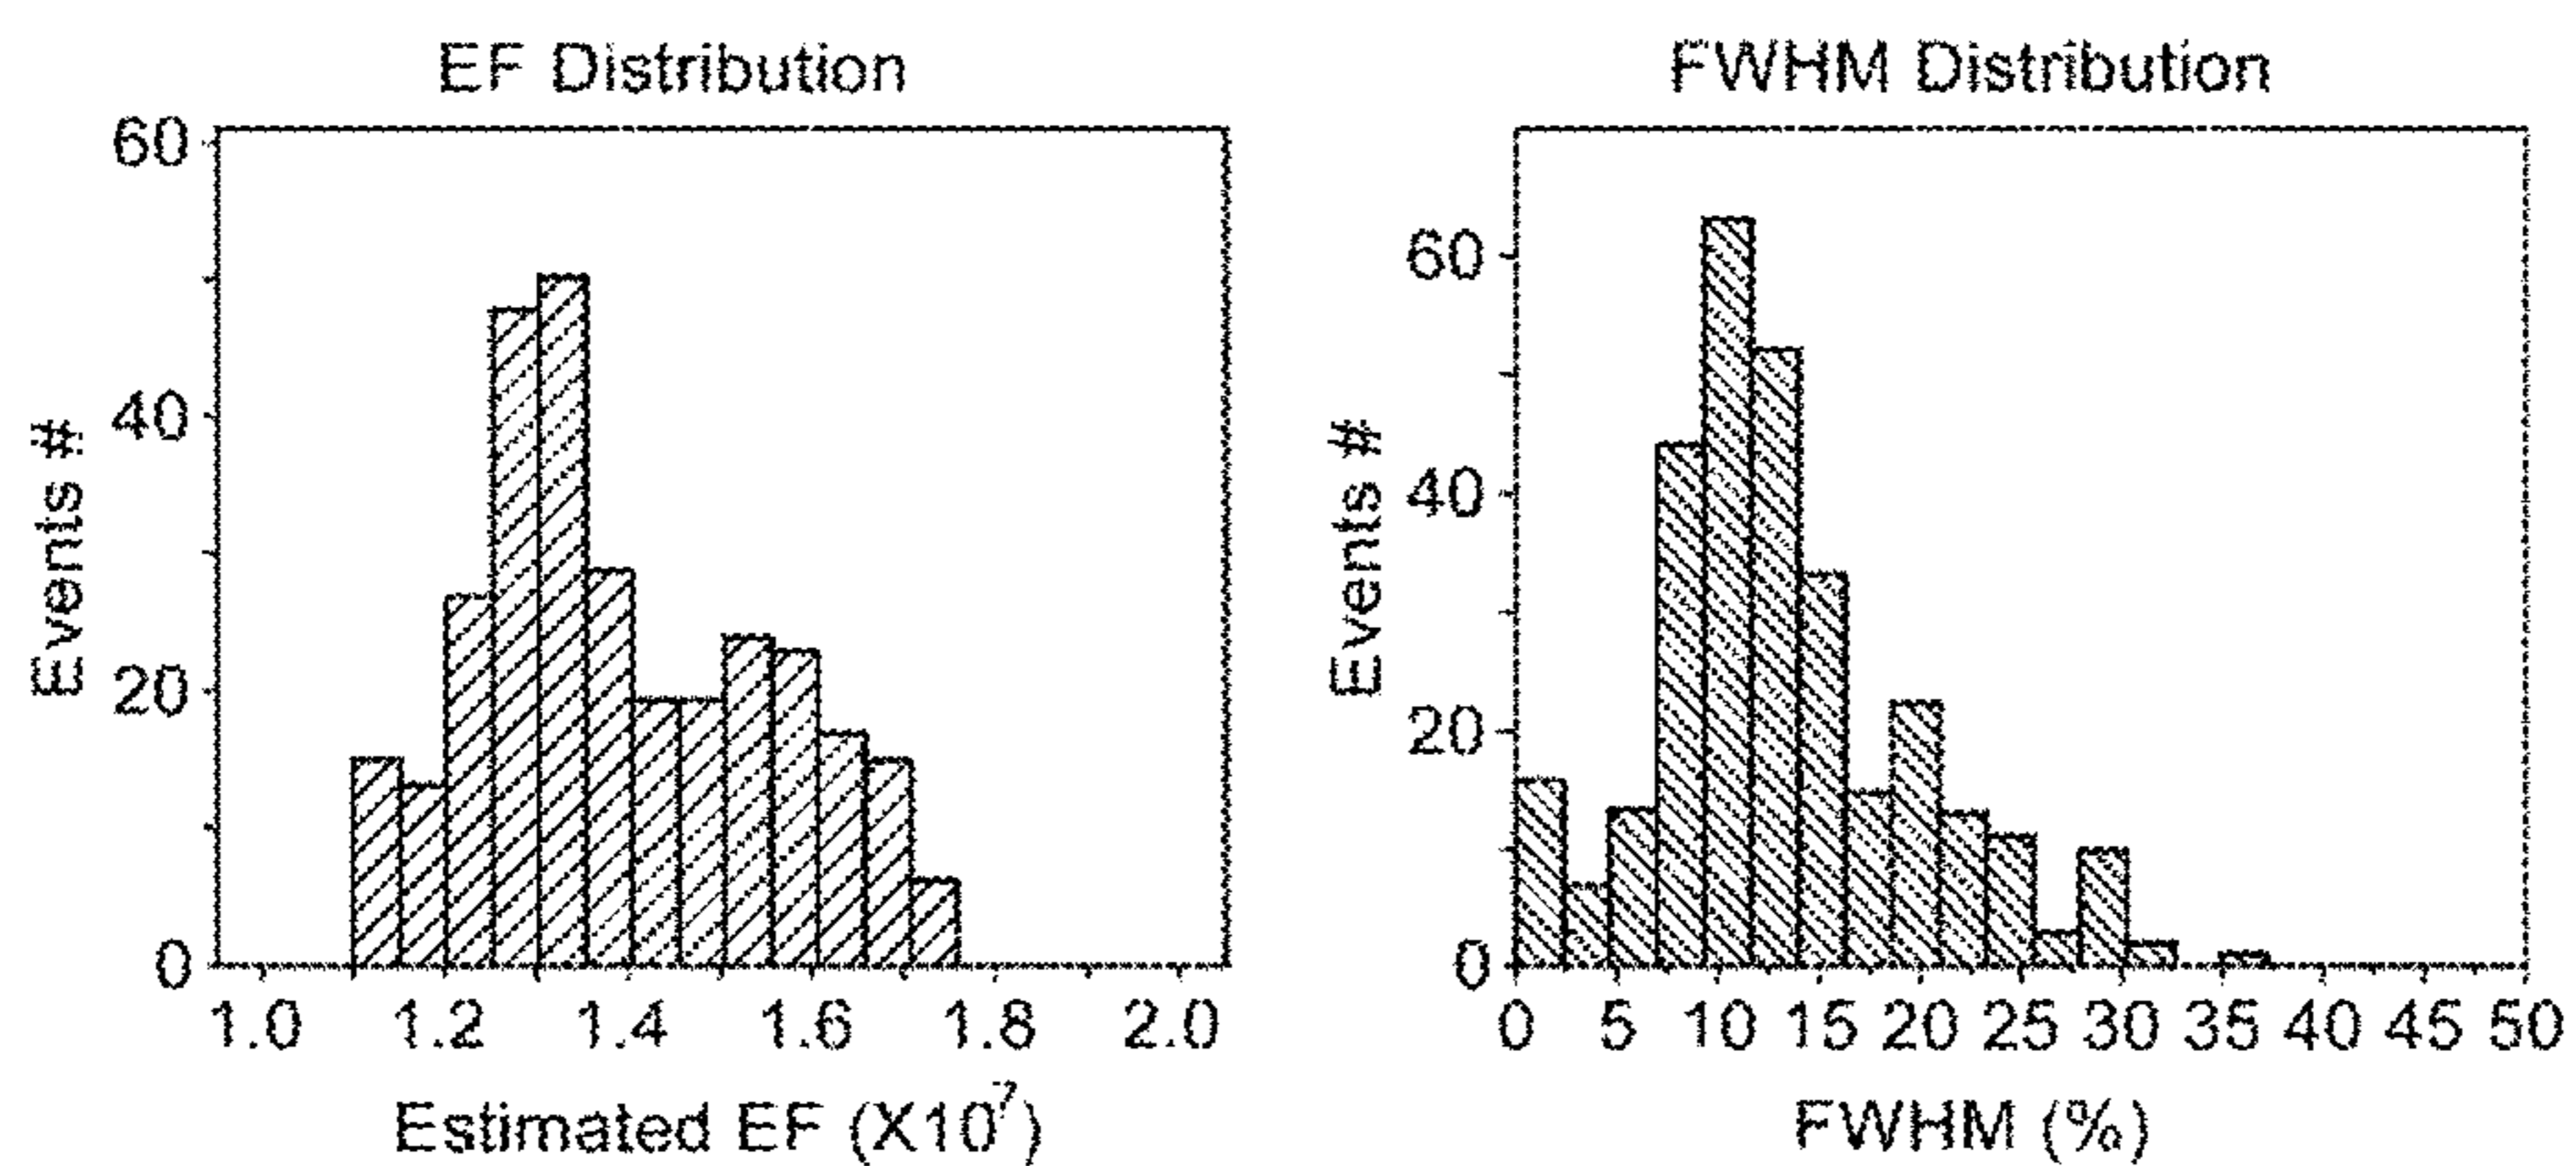 EF Distribution
60
40
20
0
Events #
1.0 1.2 1.4 1.6 1.8 2.0
Estimated EF (X10⁷)
FWHM Distribution
60
40
20
0
Events #
0 5 10 15 20 25 30 35 40 45 50
FWHM (%)